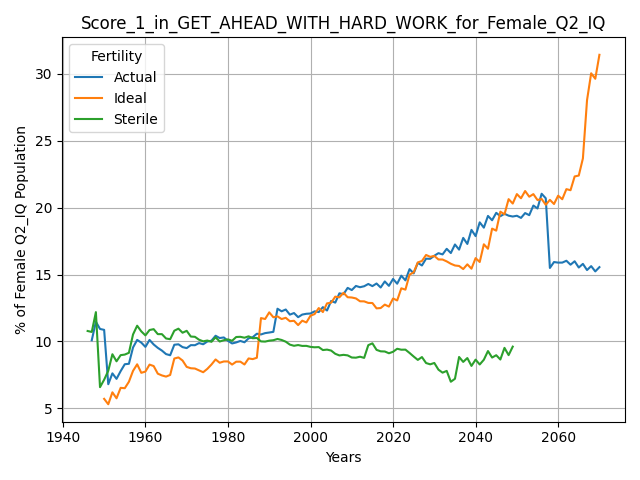 Score_1_in_GET_AHEAD_WITH_HARD_WORK_for_Female_Q2_IQ
Fertility
Actual
Ideal
Sterile
% of Female Q2_IQ Population
30
25
20
15
10
5
1940 1960 1980 2000 2020 2040 2060
Years